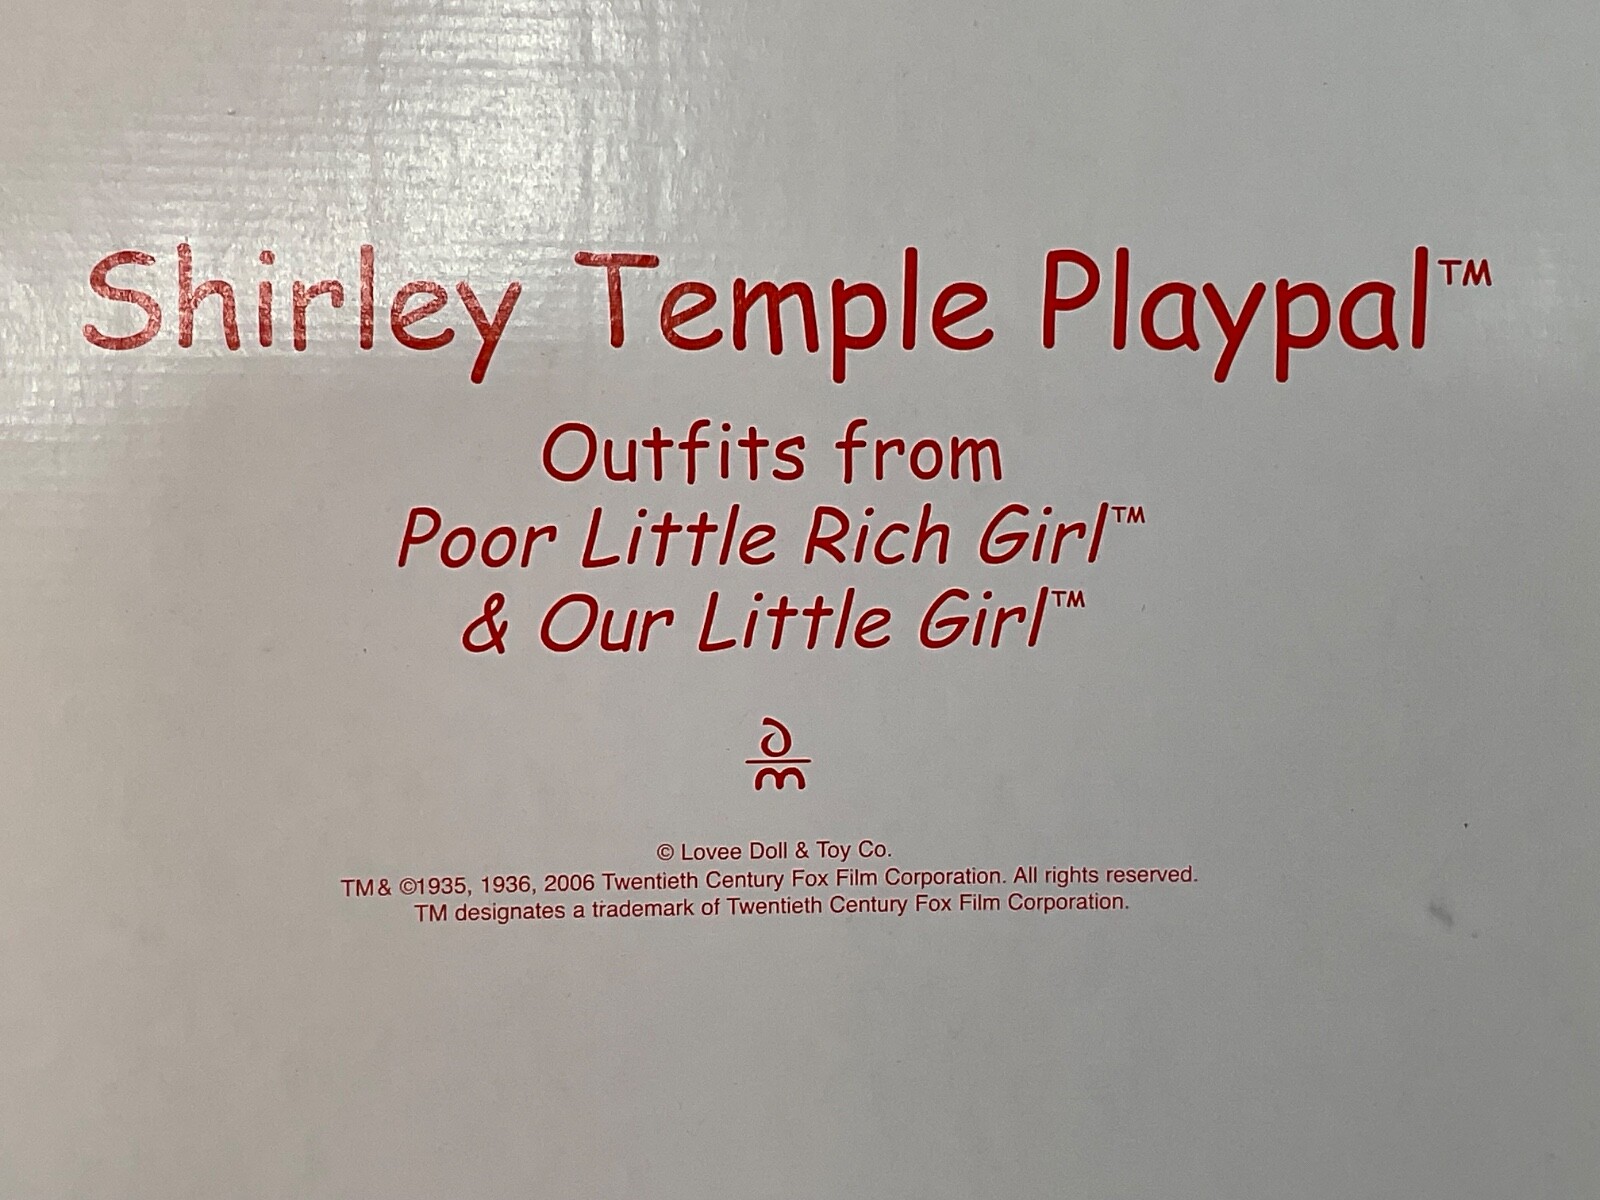 Shirley Temple Playpal™
Outfits from
Poor Little Rich Girl™
& Our Little Girl™
© Lovee Doll & Toy Co.
TM & ©1935, 1936, 2006 Twentieth Century Fox Film Corporation. All rights reserved.
TM designates a trademark of Twentieth Century Fox Film Corporation.